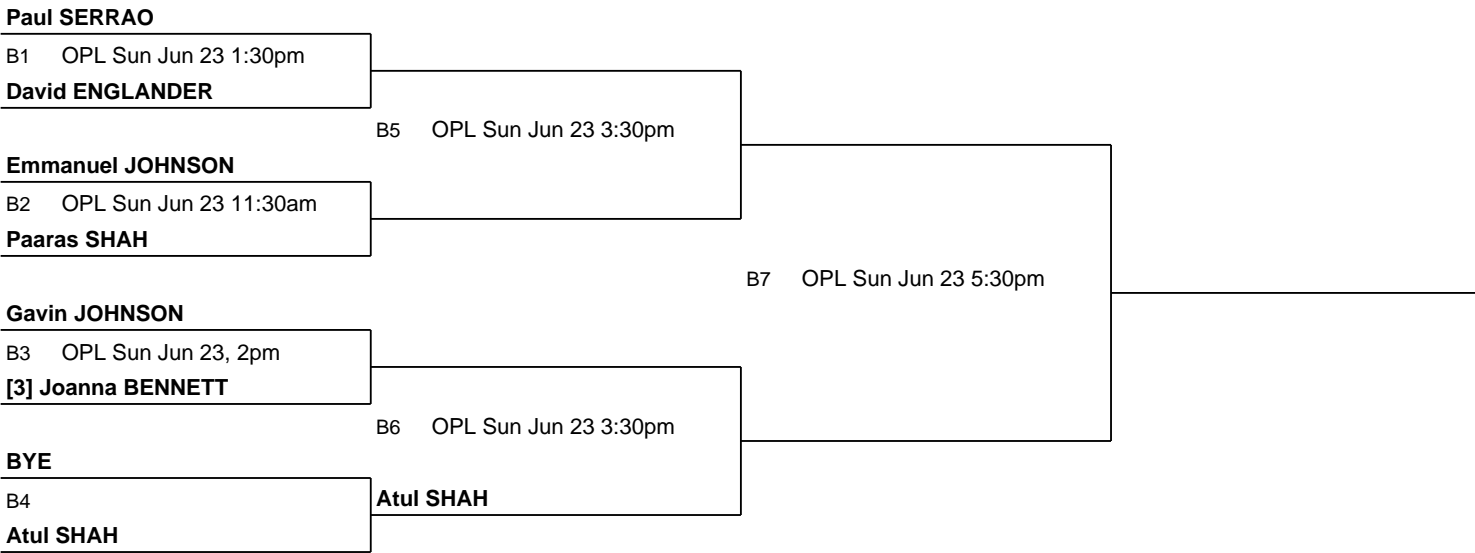 Paul SERRAO
B1 OPL Sun Jun 23 1:30pm
David ENGLANDER
B5 OPL Sun Jun 23 3:30pm
Emmanuel JOHNSON
B2 OPL Sun Jun 23 11:30am
Paaras SHAH
B7 OPL Sun Jun 23 5:30pm
Gavin JOHNSON
B3 OPL Sun Jun 23, 2pm
[3] Joanna BENNETT
B6 OPL Sun Jun 23 3:30pm
BYE
B4
Atul SHAH
Atul SHAH